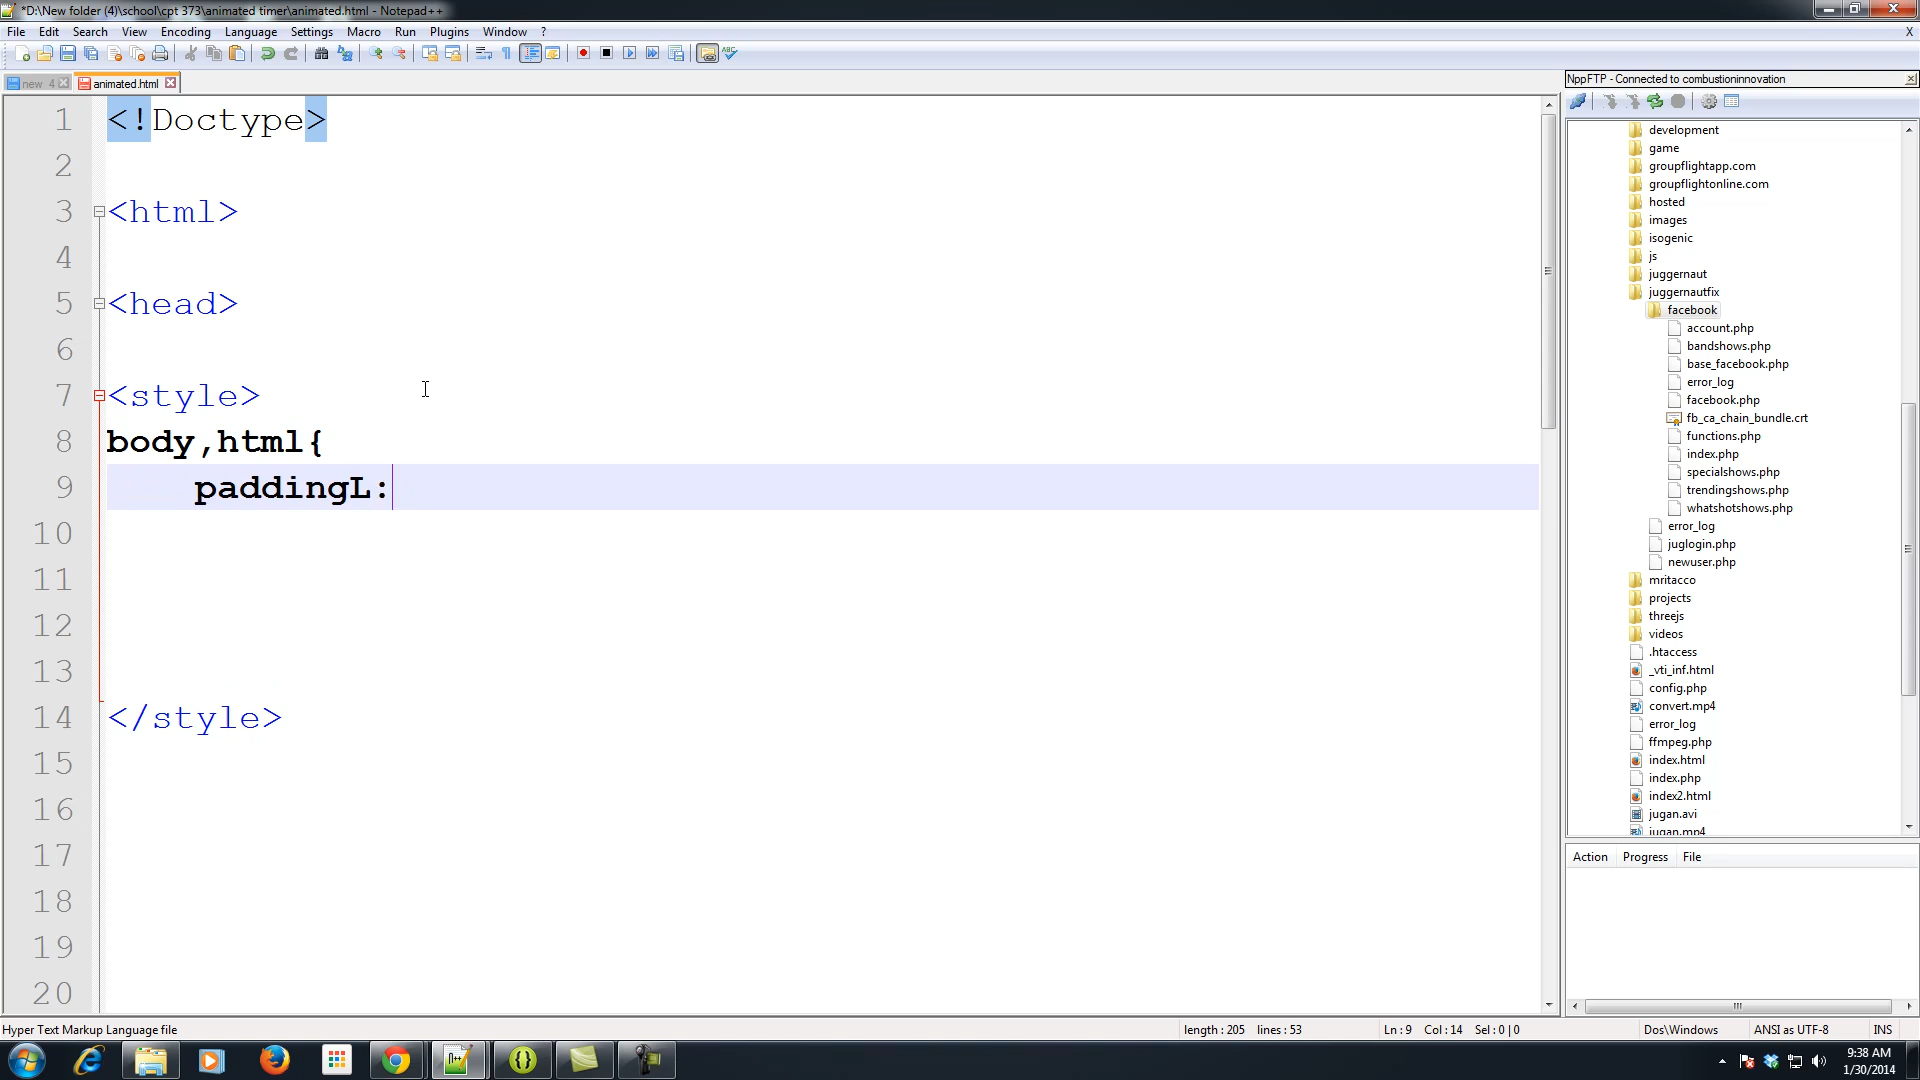 *D:\New folder (4)\school\cpt 373\animated timer\animated.html - Notepad++
File Edit Search View Encoding Language Settings Macro Run Plugins Window ? X
new 4 animated.html
NppFTP - Connected to combustioninnovation
1 <!Doctype>
2
3 <html>
4
5 <head>
6
7 <style>
8 body,html{
9 paddingL:
10
11
12
13
14 </style>
15
16
17
18
19
20
development
game
groupflightapp.com
groupflightonline.com
hosted
images
isogenic
js
juggernaut
juggernautfix
facebook
account.php
bandshows.php
base_facebook.php
error_log
facebook.php
fb_ca_chain_bundle.crt
functions.php
index.php
specialshows.php
trendingshows.php
whatshotshows.php
error_log
juglogin.php
newuser.php
mritacco
projects
threejs
videos
.htaccess
_vti_inf.html
config.php
convert.mp4
error_log
ffmpeg.php
index.html
index.php
index2.html
jugan.avi
jugan.mp4
Action Progress File
Hyper Text Markup Language file length : 205 lines : 53 Ln : 9 Col : 14 Sel : 0 | 0 Dos\Windows ANSI as UTF-8 INS
9:38 AM
1/30/2014